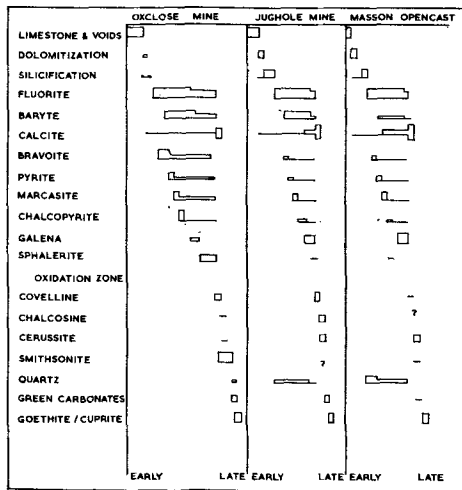 OXCLOSE MINE JUGHOLE MINE MASSON OPENCAST
LIMESTONE & VOIDS
DOLOMITIZATION
SILICIFICATION
FLUORITE
BARYTE
CALCITE
BRAVOITE
PYRITE
MARCASITE
CHALCOPYRITE
GALENA
SPHALERITE
OXIDATION ZONE
COVELLINE
CHALCOSINE ?
CERUSSITE
SMITHSONITE ?
QUARTZ
GREEN CARBONATES
GOETHITE / CUPRITE
EARLY LATE EARLY LATE EARLY LATE